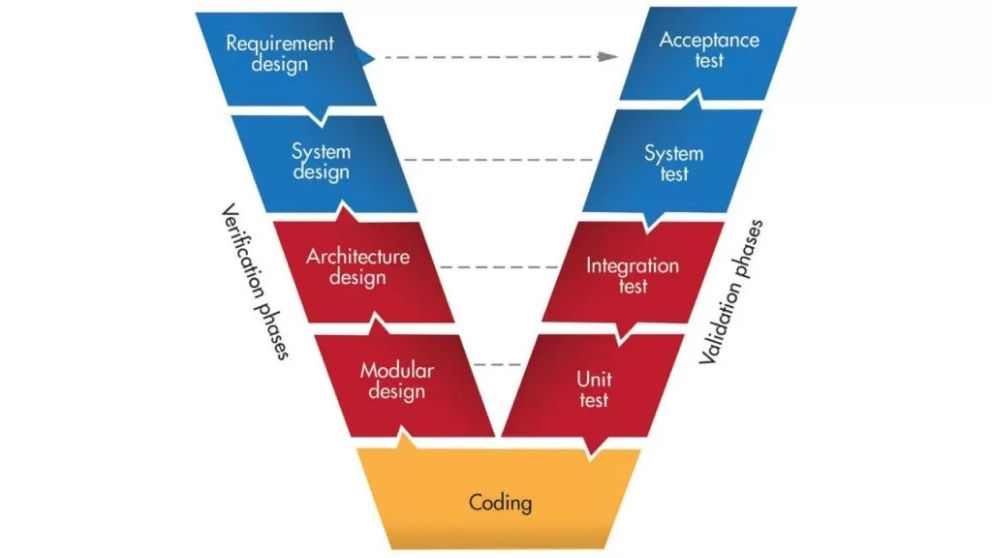 Requirement
design
Acceptance
test
System
design
System
test
Verification phases
Architecture
design
Integration
test
Validation phases
Modular
design
Unit
test
Coding